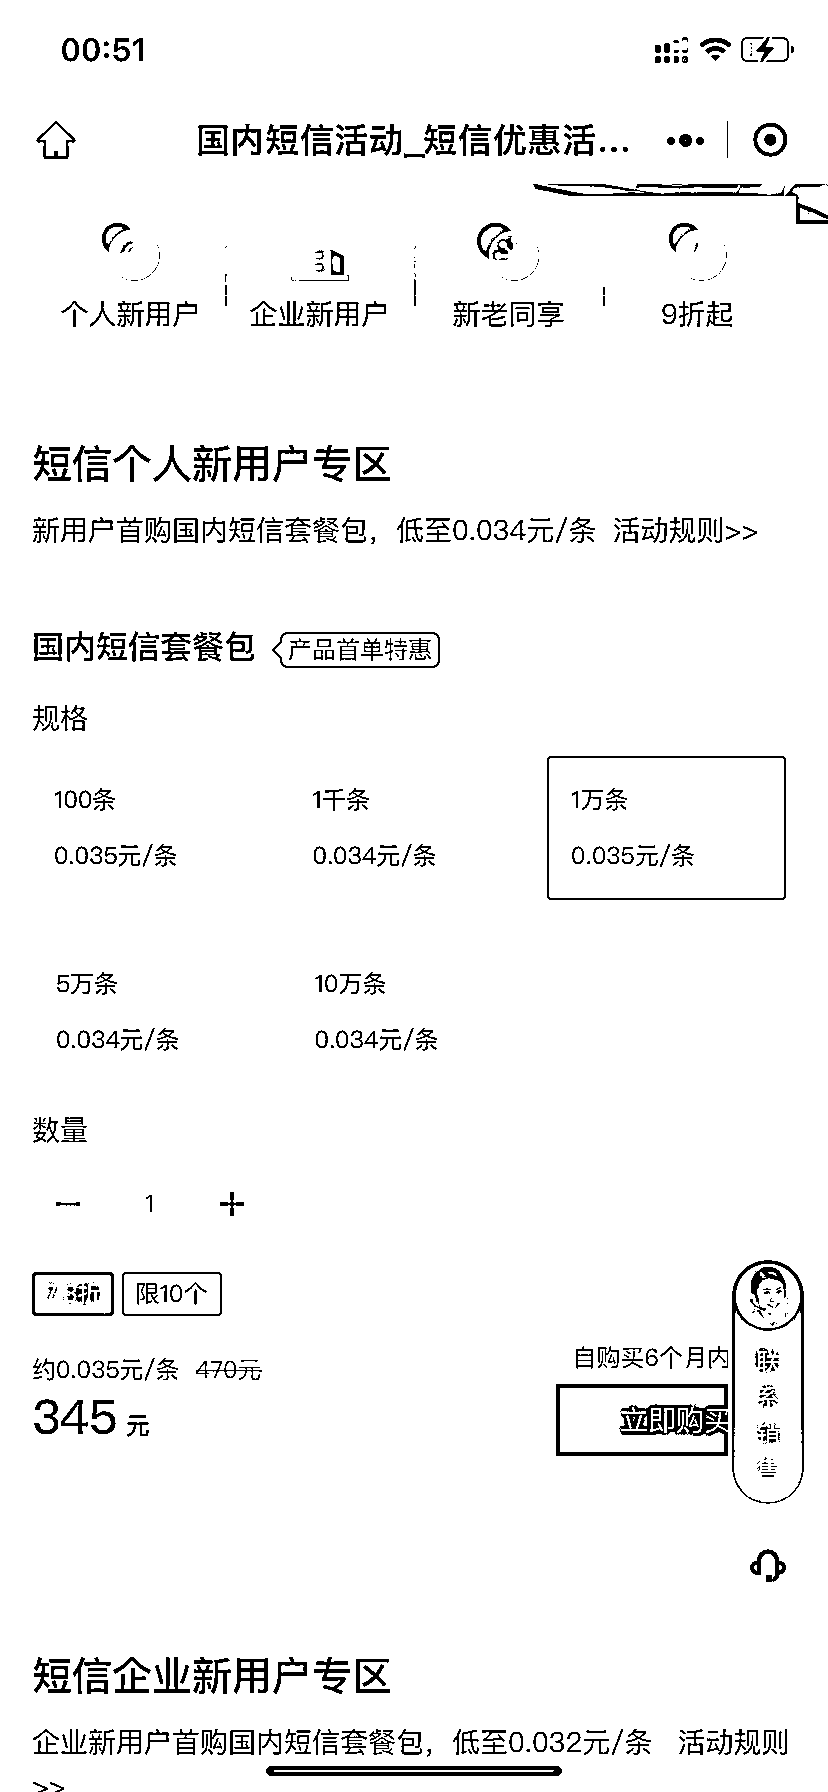 00:51
国内短信活动_短信优惠活...
个人新用户
企业新用户
新老同享
9折起
短信个人新用户专区
新用户首购国内短信套餐包，低至0.034元/条 活动规则>>
国内短信套餐包 产品首单特惠
规格
100条
0.035元/条
1千条
0.034元/条
1万条
0.035元/条
5万条
0.034元/条
10万条
0.034元/条
数量
1
限10个
约0.035元/条 470元
345 元
自购买6个月内
立即购买
联系销售
短信企业新用户专区
企业新用户首购国内短信套餐包，低至0.032元/条 活动规则
>>